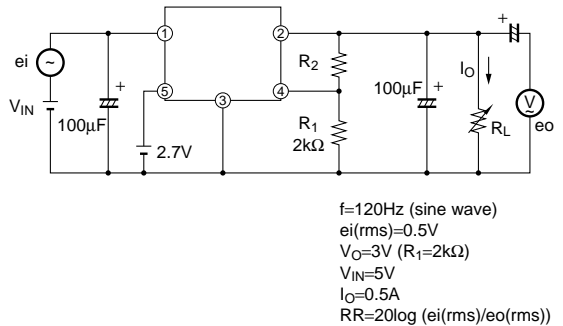 ei
~
VIN
+
100μF
1
5
3
2
4
2.7V
R2
R1
2kΩ
100μF
+
IO
RL
+
V
~
eo
f=120Hz (sine wave)
ei(rms)=0.5V
VO=3V (R1=2kΩ)
VIN=5V
IO=0.5A
RR=20log (ei(rms)/eo(rms))